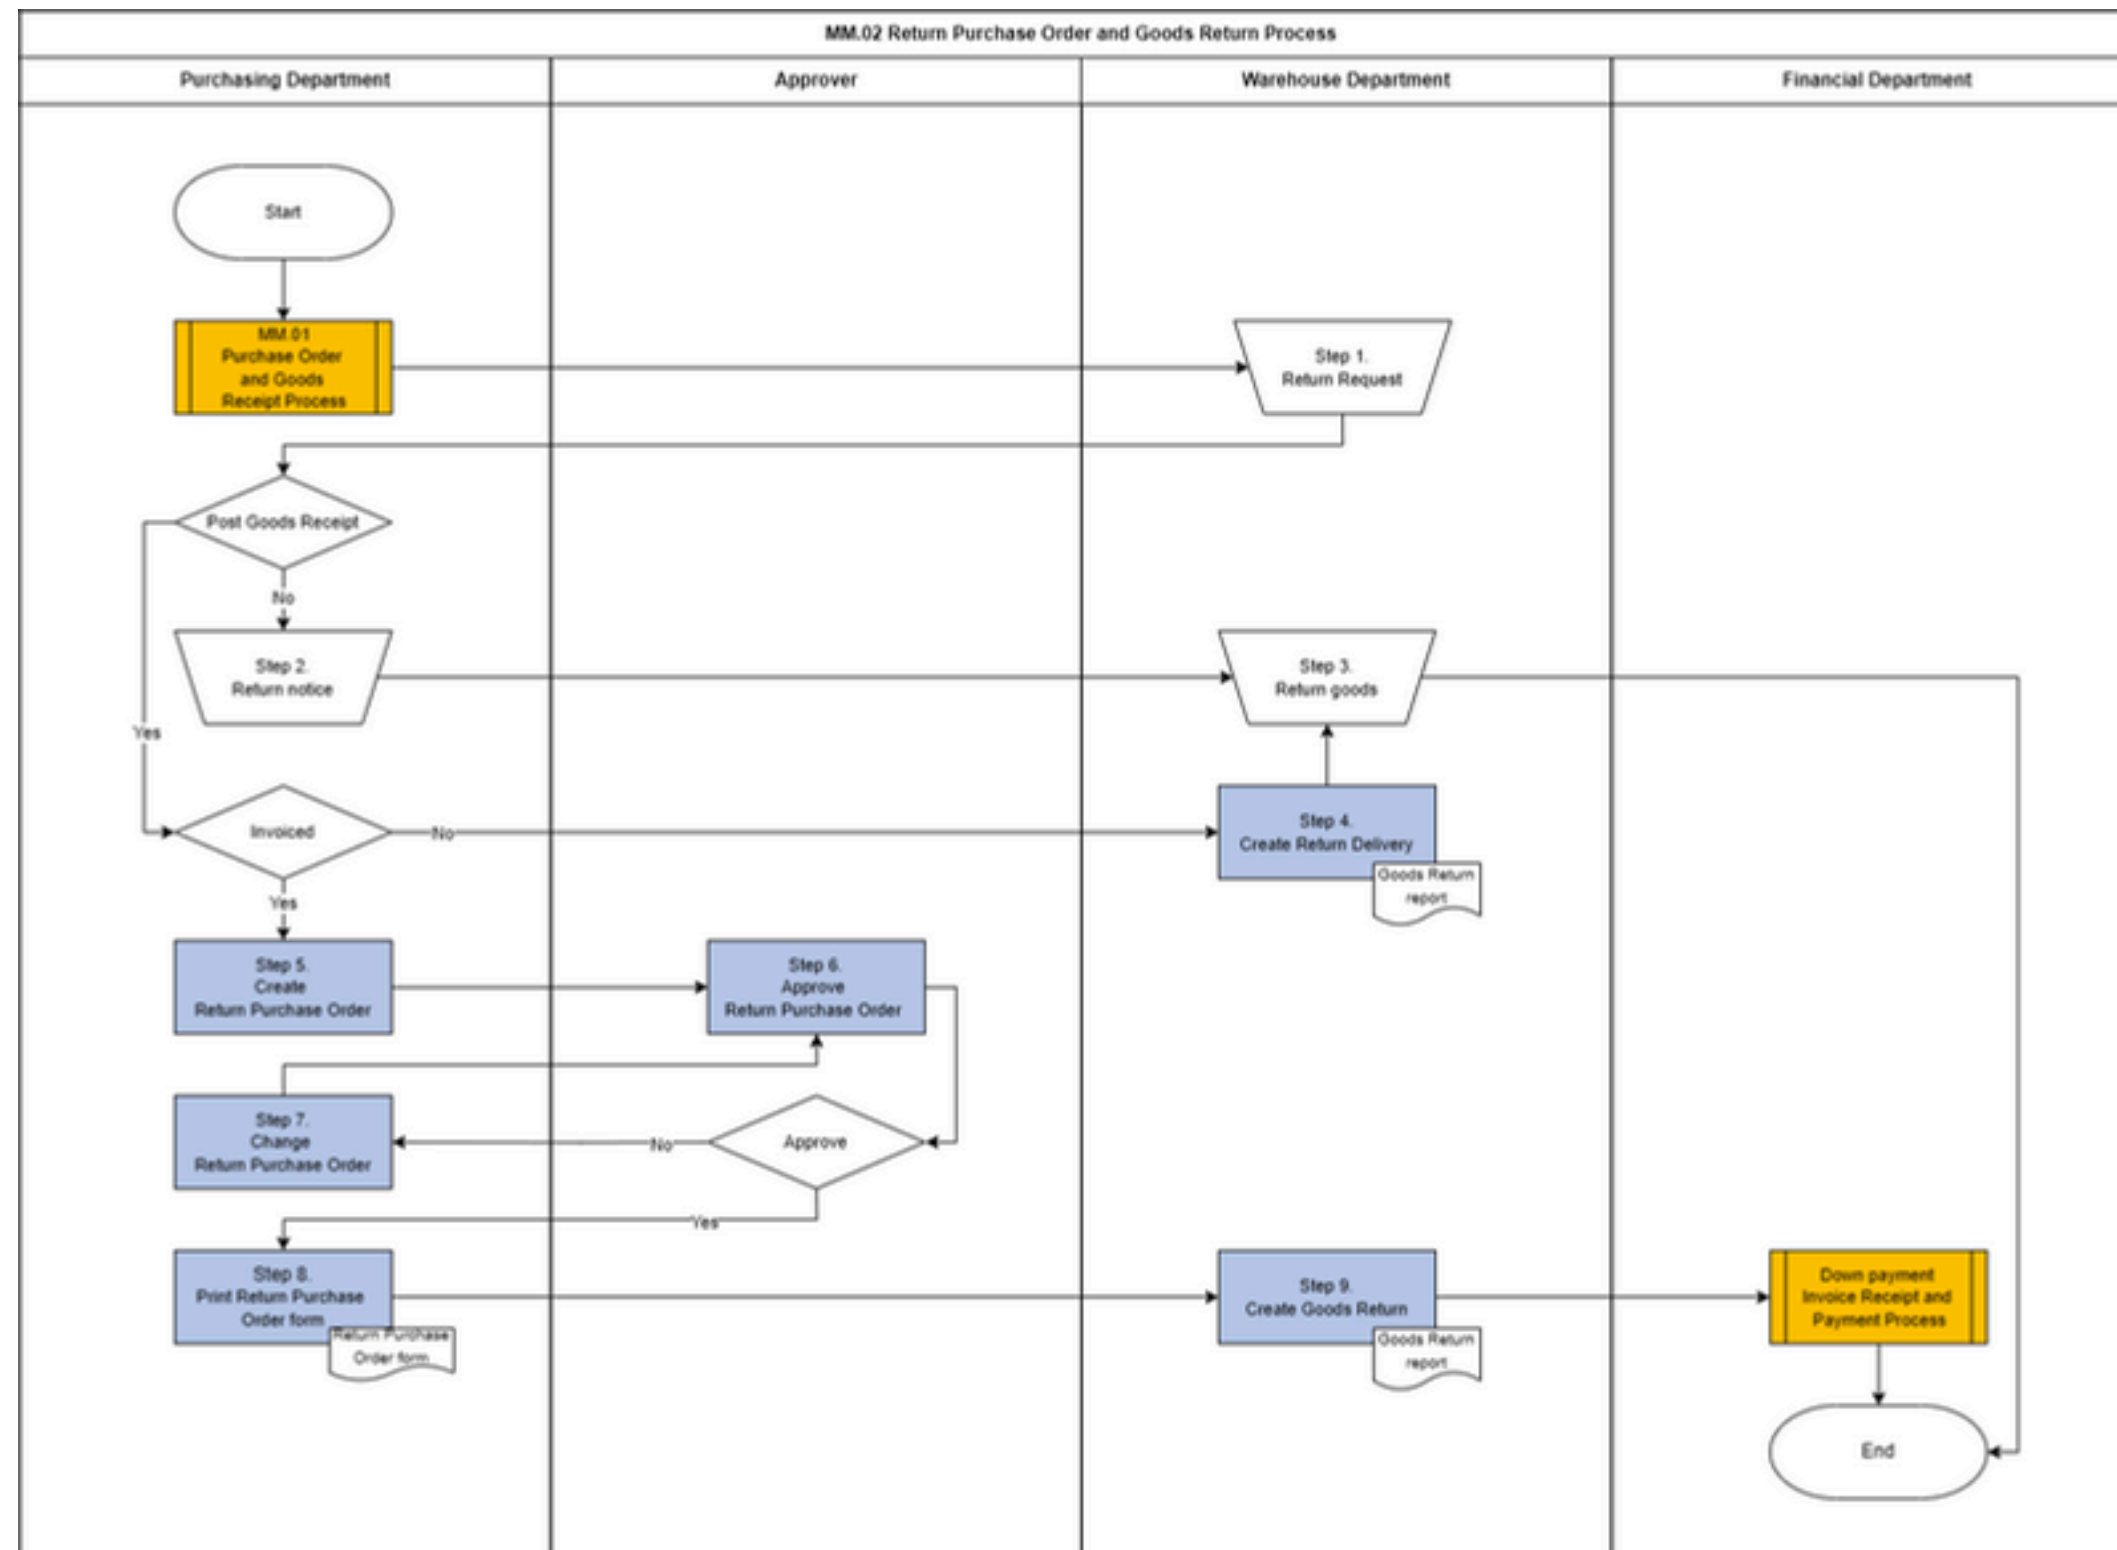 MM.02 Return Purchase Order and Goods Return Process
Purchasing Department
Approver
Warehouse Department
Financial Department
Start
MM.01
Purchase Order
and Goods
Receipt Process
Step 1.
Return Request
Post Goods Receipt
No
Step 2.
Return notice
Step 3.
Return goods
Yes
Invoiced
No
Step 4.
Create Return Delivery
Goods Return
report
Yes
Step 5.
Create
Return Purchase Order
Step 6.
Approve
Return Purchase Order
Step 7.
Change
Return Purchase Order
No
Approve
Yes
Step 8.
Print Return Purchase
Order form
Return Purchase
Order form
Step 9.
Create Goods Return
Goods Return
report
Down payment
Invoice Receipt and
Payment Process
End